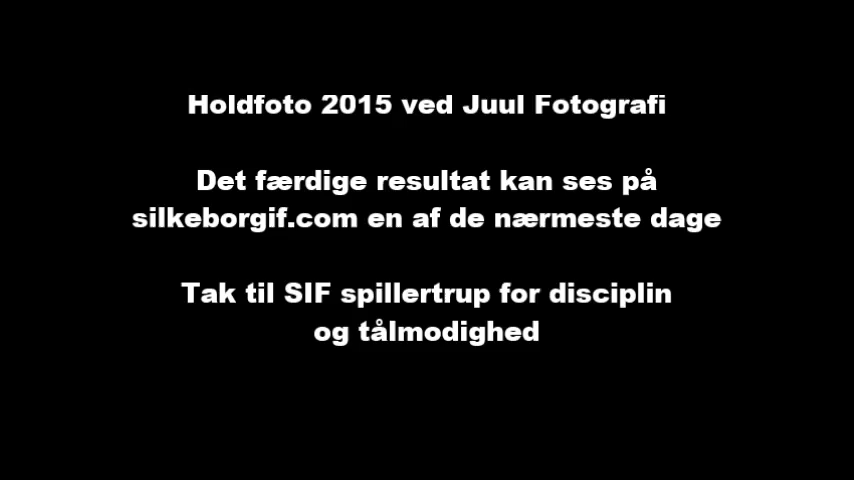 Holdfoto 2015 ved Juul Fotografi
Det færdige resultat kan ses på
silkeborgif.com en af de nærmeste dage
Tak til SIF spillertrup for disciplin
og tålmodighed